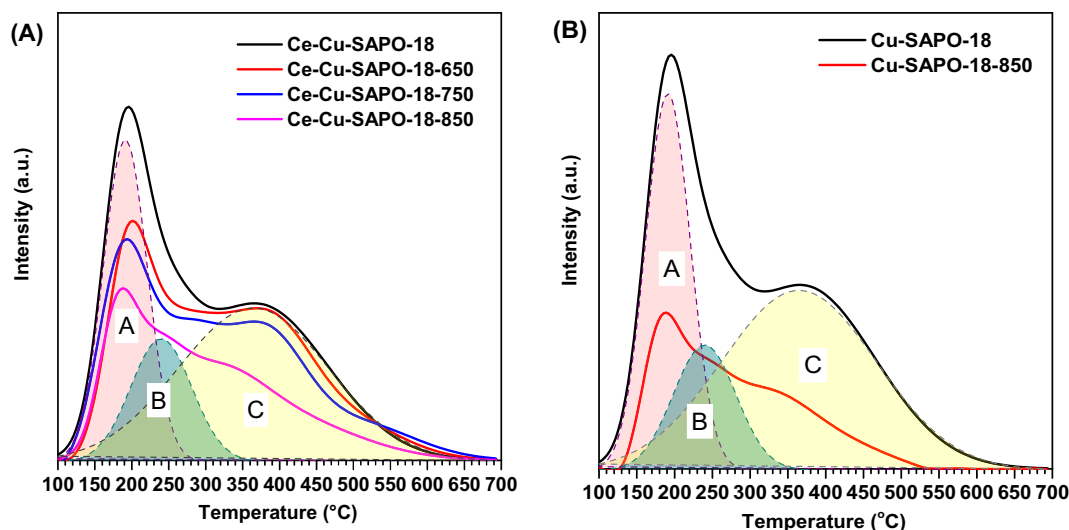 (A)
Ce-Cu-SAPO-18
Ce-Cu-SAPO-18-650
Ce-Cu-SAPO-18-750
Ce-Cu-SAPO-18-850
Intensity (a.u.)
A
B
C
100 150 200 250 300 350 400 450 500 550 600 650 700
Temperature (°C)
(B)
Cu-SAPO-18
Cu-SAPO-18-850
Intensity (a.u.)
A
B
C
100 150 200 250 300 350 400 450 500 550 600 650 700
Temperature (°C)